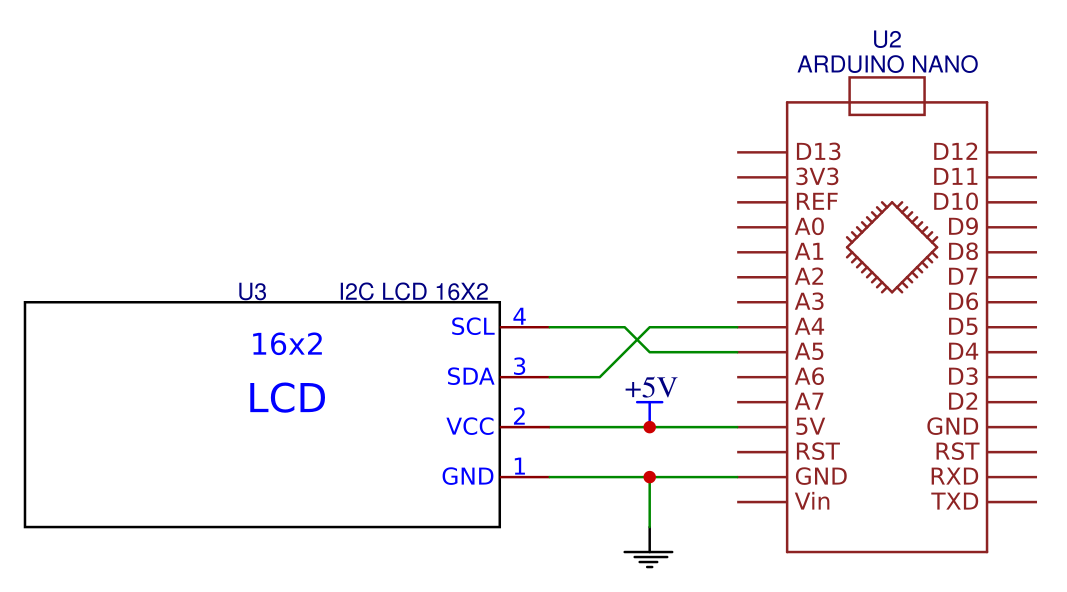 U2
ARDUINO NANO
D13 D12
3V3 D11
REF D10
A0 D9
A1 D8
A2 D7
A3 D6
A4 D5
A5 D4
A6 D3
A7 D2
5V GND
RST RST
GND RXD
Vin TXD
U3 I2C LCD 16X2
16x2
LCD
SCL 4
SDA 3
VCC 2
GND 1
+5V